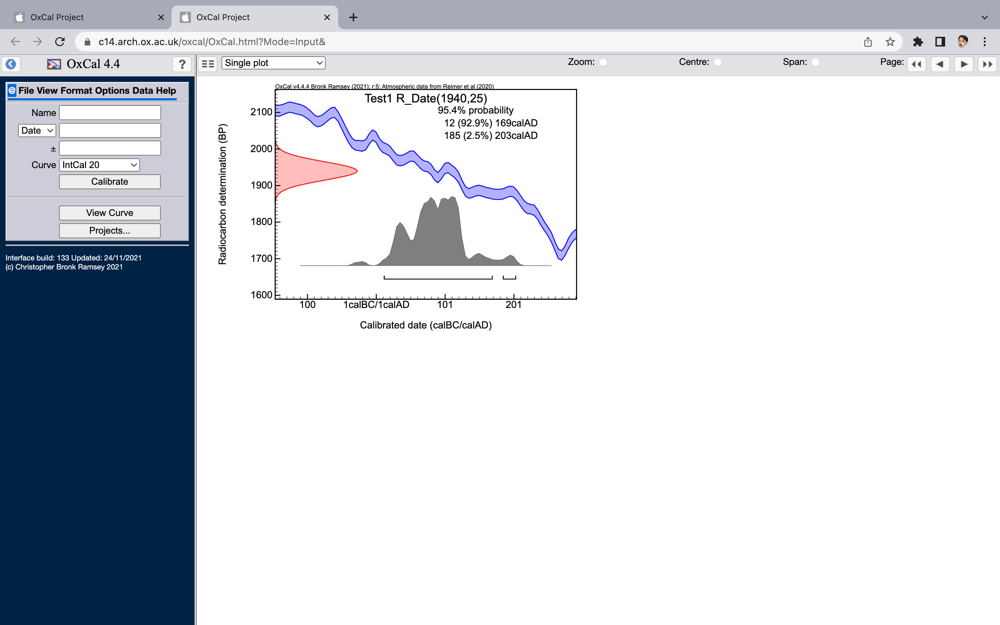 OxCal Project
OxCal Project
c14.arch.ox.ac.uk/oxcal/OxCal.html?Mode=Input&
OxCal 4.4
?
Single plot
Zoom:
Centre:
Span:
Page:
@ File View Format Options Data Help
Name
Date
±
Curve IntCal 20
Calibrate
View Curve
Projects...
Interface build: 133 Updated: 24/11/2021
(c) Christopher Bronk Ramsey 2021
OxCal v4.4.4 Bronk Ramsey (2021); r:5; Atmospheric data from Reimer et al (2020)
Test1 R_Date(1940,25)
95.4% probability
12 (92.9%) 169calAD
185 (2.5%) 203calAD
Radiocarbon determination (BP)
2100
2000
1900
1800
1700
1600
100 1calBC/1calAD 101 201
Calibrated date (calBC/calAD)